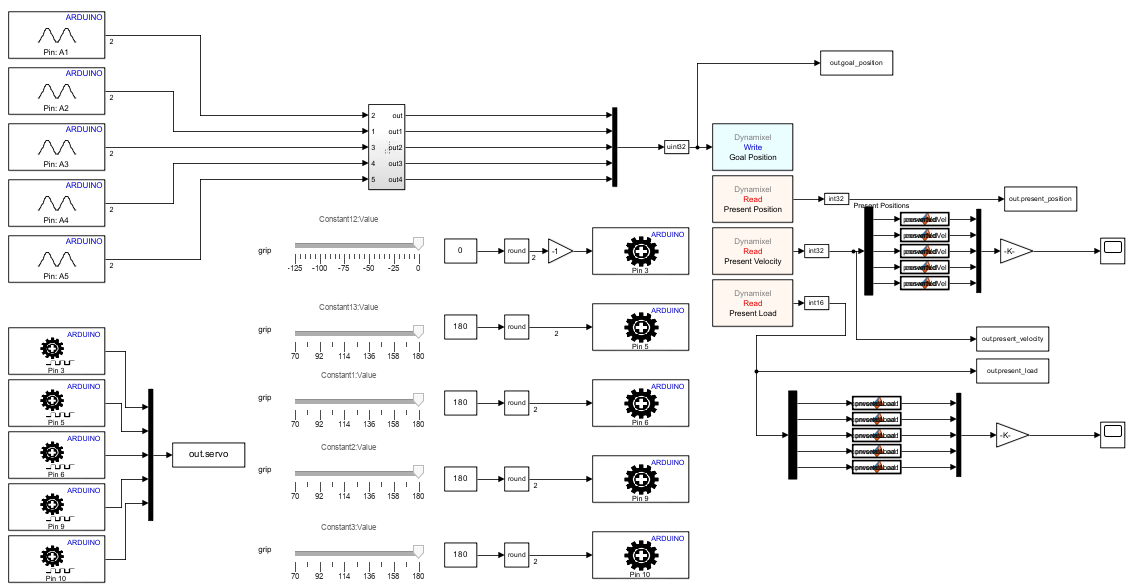 ARDUINO
Pin: A1
2
ARDUINO
Pin: A2
2
ARDUINO
Pin: A3
2
ARDUINO
Pin: A4
2
ARDUINO
Pin: A5
2
2 out
1 out1
3 out2
4 out3
5 out4
uint32
out.goal_position
Dynamixel
Write
Goal Position
Dynamixel
Read
Present Position
int32
Present Positions
out.present_position
Dynamixel
Read
Present Velocity
int32
-K-
Dynamixel
Read
Present Load
int16
out.present_velocity
out.present_load
-K-
Constant12:Value
grip
-125 -100 -75 -50 -25 0
0
round
2
-1
ARDUINO
Pin 3
Constant13:Value
grip
70 92 114 136 158 180
180
round
2
ARDUINO
Pin 5
Constant1:Value
grip
70 92 114 136 158 180
180
round
2
ARDUINO
Pin 6
Constant2:Value
grip
70 92 114 136 158 180
180
round
2
ARDUINO
Pin 9
Constant3:Value
grip
70 92 114 136 158 180
180
round
2
ARDUINO
Pin 10
ARDUINO
Pin 3
ARDUINO
Pin 5
ARDUINO
Pin 6
ARDUINO
Pin 9
ARDUINO
Pin 10
out.servo